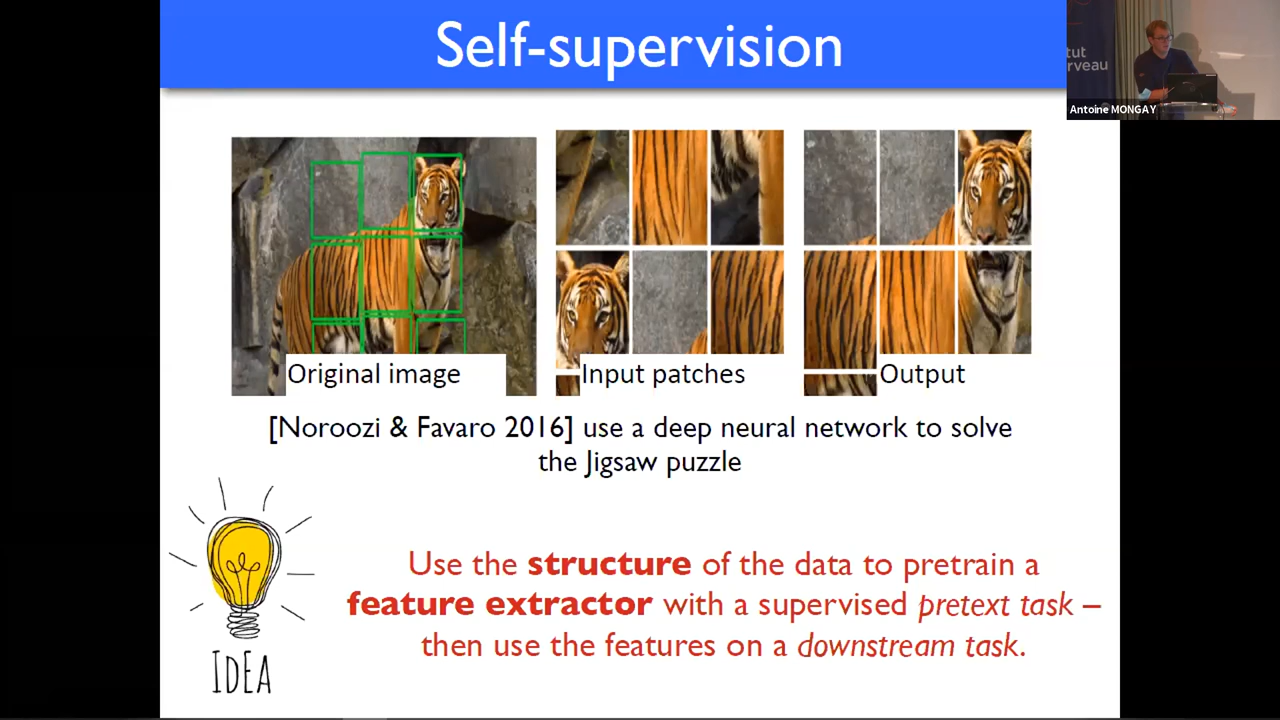 Self-supervision
tut
rveau
Antoine MONGAY
Original image
Input patches
Output
[Noroozi & Favaro 2016] use a deep neural network to solve
the Jigsaw puzzle
Use the structure of the data to pretrain a
feature extractor with a supervised pretext task –
then use the features on a downstream task.
IdEA